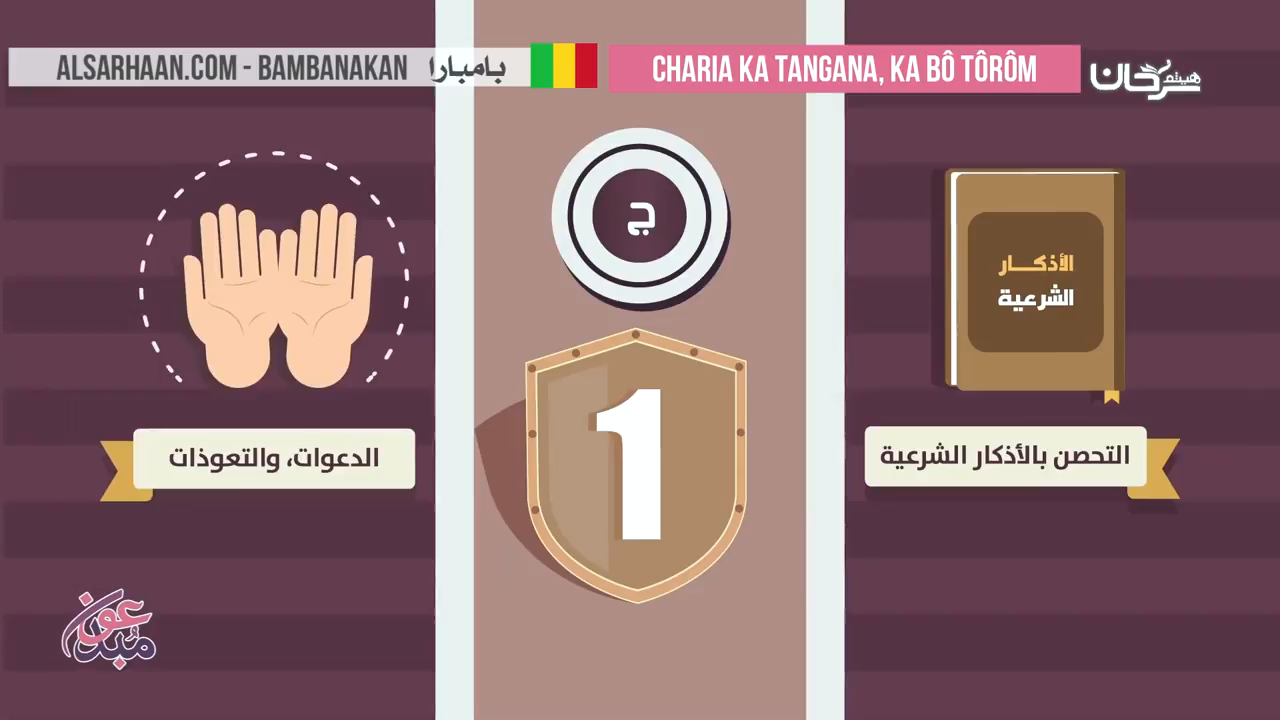 ALSARHAAN.COM - BAMBANAKAN بامبارا
CHARIA KA TANGANA, KA BÔ TÔRÔM
هيثم سرحان
ج
1
الأذكار
الشرعية
التحصن بالأذكار الشرعية
الدعوات، والتعوذات
مبدعون